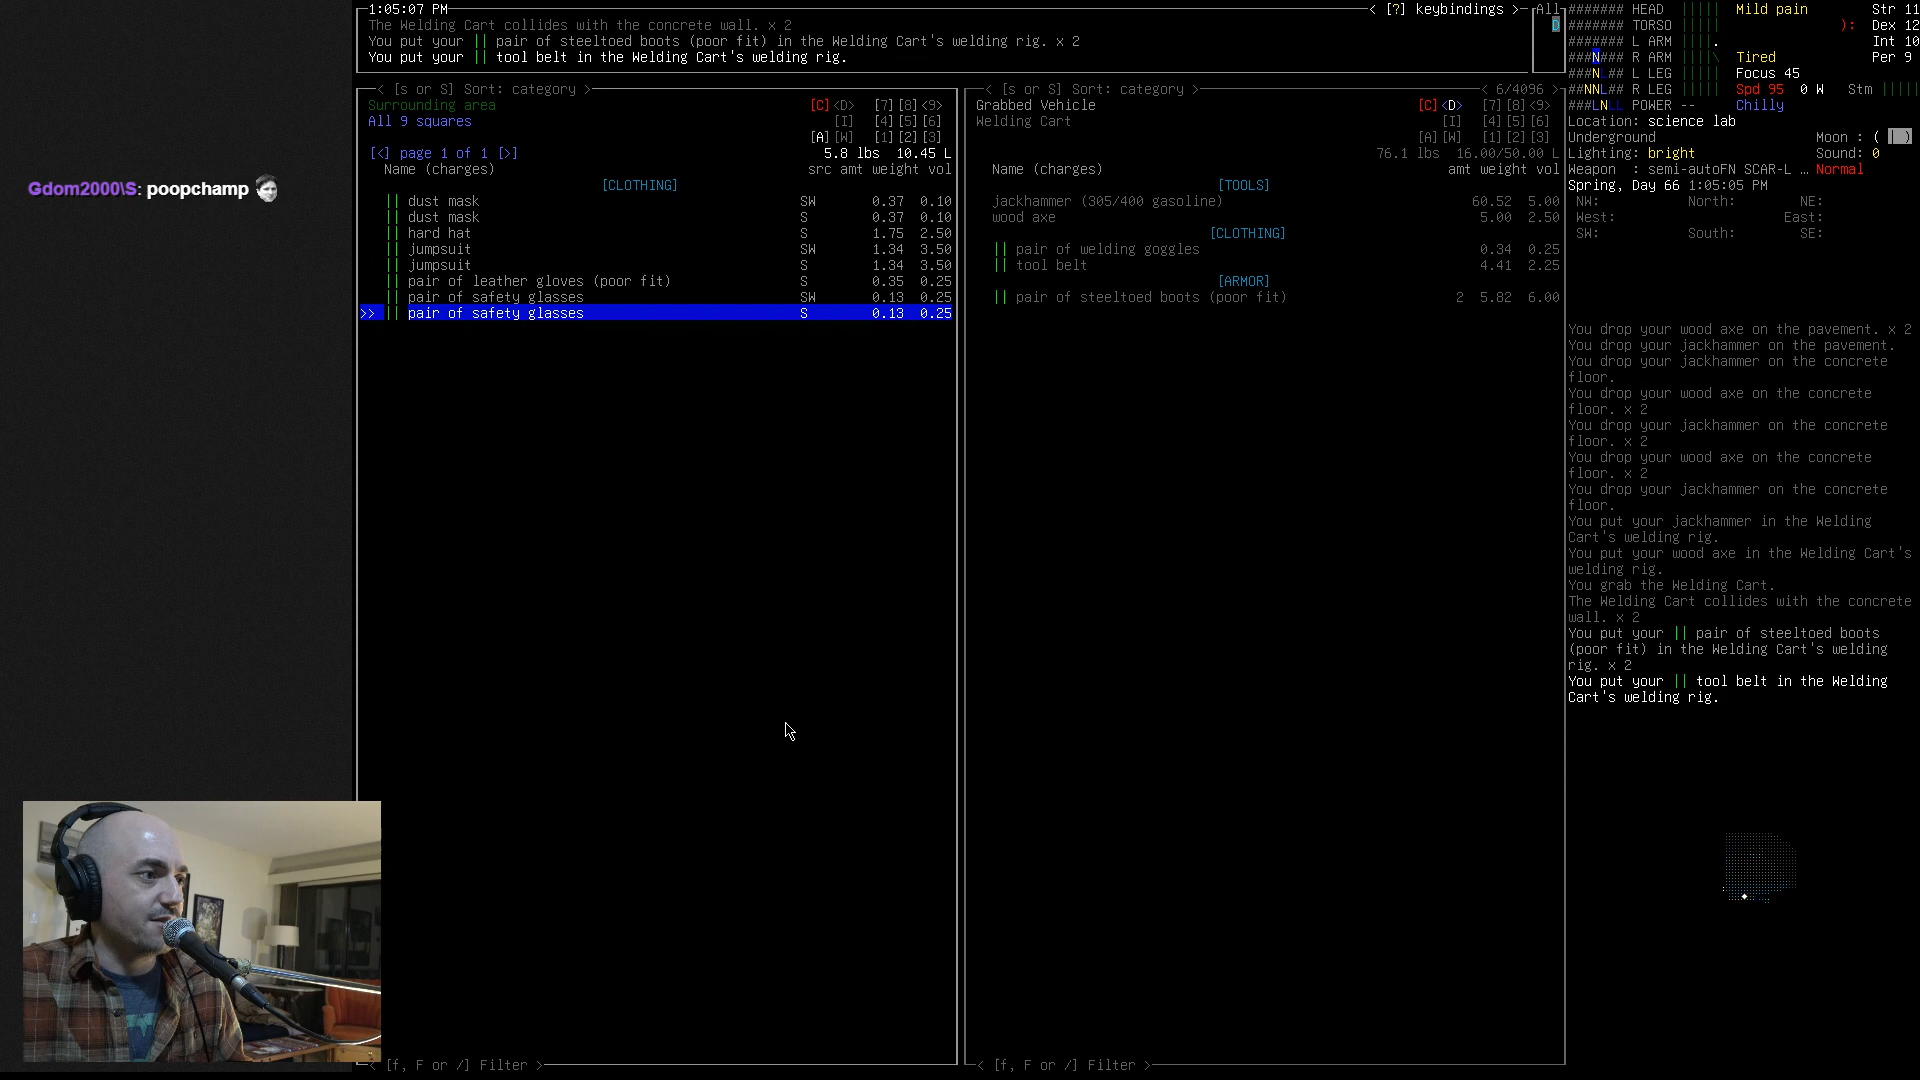 1:05:07 PM
< [?] keybindings >
All
The Welding Cart collides with the concrete wall. x 2
You put your || pair of steeltoed boots (poor fit) in the Welding Cart's welding rig. x 2
You put your || tool belt in the Welding Cart's welding rig.
Gdom2000\S: poopchamp
< [s or S] Sort: category >
Surrounding area [C]<D> [7][8]<9>
All 9 squares [I] [4][5][6]
[A][W] [1][2][3]
[<] page 1 of 1 [>] 5.8 lbs 10.45 L
Name (charges) src amt weight vol
[CLOTHING]
|| dust mask SW 0.37 0.10
|| dust mask S 0.37 0.10
|| hard hat S 1.75 2.50
|| jumpsuit SW 1.34 3.50
|| jumpsuit S 1.34 3.50
|| pair of leather gloves (poor fit) S 0.35 0.25
|| pair of safety glasses SW 0.13 0.25
>> || pair of safety glasses S 0.13 0.25
< [f, F or /] Filter >
< [s or S] Sort: category > < 6/4096 >
Grabbed Vehicle [C]<D> [7][8]<9>
Welding Cart [I] [4][5][6]
[A][W] [1][2][3]
76.1 lbs 16.00/50.00 L
Name (charges) amt weight vol
[TOOLS]
jackhammer (305/400 gasoline) 60.52 5.00
wood axe 5.00 2.50
[CLOTHING]
|| pair of welding goggles 0.34 0.25
|| tool belt 4.41 2.25
[ARMOR]
|| pair of steeltoed boots (poor fit) 2 5.82 6.00
< [f, F or /] Filter >
####### HEAD ||||| Mild pain Str 11
####### TORSO ||||| ): Dex 12
####### L ARM ||||. Int 10
###N### R ARM ||||\ Tired Per 9
###N ## L LEG ||||| Focus 45
##NNL## R LEG ||||| Spd 95 0 W Stm |||||
###LNLL POWER -- Chilly
Location: science lab
Underground Moon : ( | )
Lighting: bright Sound: 0
Weapon : semi-autoFN SCAR-L … Normal
Spring, Day 66 1:05:05 PM
NW: North: NE:
West: East:
SW: South: SE:
You drop your wood axe on the pavement. x 2
You drop your jackhammer on the pavement.
You drop your jackhammer on the concrete
floor.
You drop your wood axe on the concrete
floor. x 2
You drop your jackhammer on the concrete
floor. x 2
You drop your wood axe on the concrete
floor. x 2
You drop your jackhammer on the concrete
floor.
You put your jackhammer in the Welding
Cart's welding rig.
You put your wood axe in the Welding Cart's
welding rig.
You grab the Welding Cart.
The Welding Cart collides with the concrete
wall. x 2
You put your || pair of steeltoed boots
(poor fit) in the Welding Cart's welding
rig. x 2
You put your || tool belt in the Welding
Cart's welding rig.